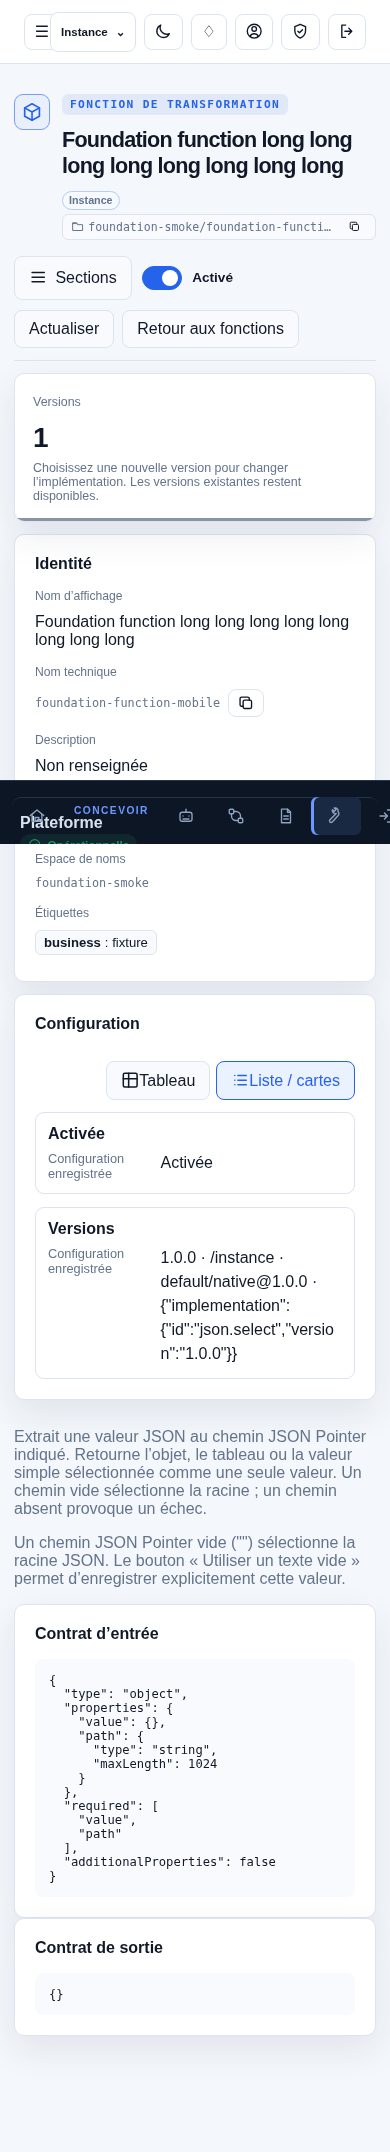 Instance
FONCTION DE TRANSFORMATION
Foundation function long long
long long long long long long
Instance
foundation-smoke/foundation-functi…
Sections
Activé
Actualiser
Retour aux fonctions
Versions
1
Choisissez une nouvelle version pour changer
l’implémentation. Les versions existantes restent
disponibles.
Identité
Nom d’affichage
Foundation function long long long long long
long long long
Nom technique
foundation-function-mobile
Description
Non renseignée
CONCEVOIR
Plateforme
Opérationnelle
Espace de noms
foundation-smoke
Étiquettes
business : fixture
Configuration
Tableau
Liste / cartes
Activée
Configuration
enregistrée
Activée
Versions
Configuration
enregistrée
1.0.0 · /instance ·
default/native@1.0.0 ·
{"implementation":
{"id":"json.select","versio
n":"1.0.0"}}
Extrait une valeur JSON au chemin JSON Pointer
indiqué. Retourne l’objet, le tableau ou la valeur
simple sélectionnée comme une seule valeur. Un
chemin vide sélectionne la racine ; un chemin
absent provoque un échec.
Un chemin JSON Pointer vide ("") sélectionne la
racine JSON. Le bouton « Utiliser un texte vide »
permet d’enregistrer explicitement cette valeur.
Contrat d’entrée
{
  "type": "object",
  "properties": {
    "value": {},
    "path": {
      "type": "string",
      "maxLength": 1024
    }
  },
  "required": [
    "value",
    "path"
  ],
  "additionalProperties": false
}
Contrat de sortie
{}